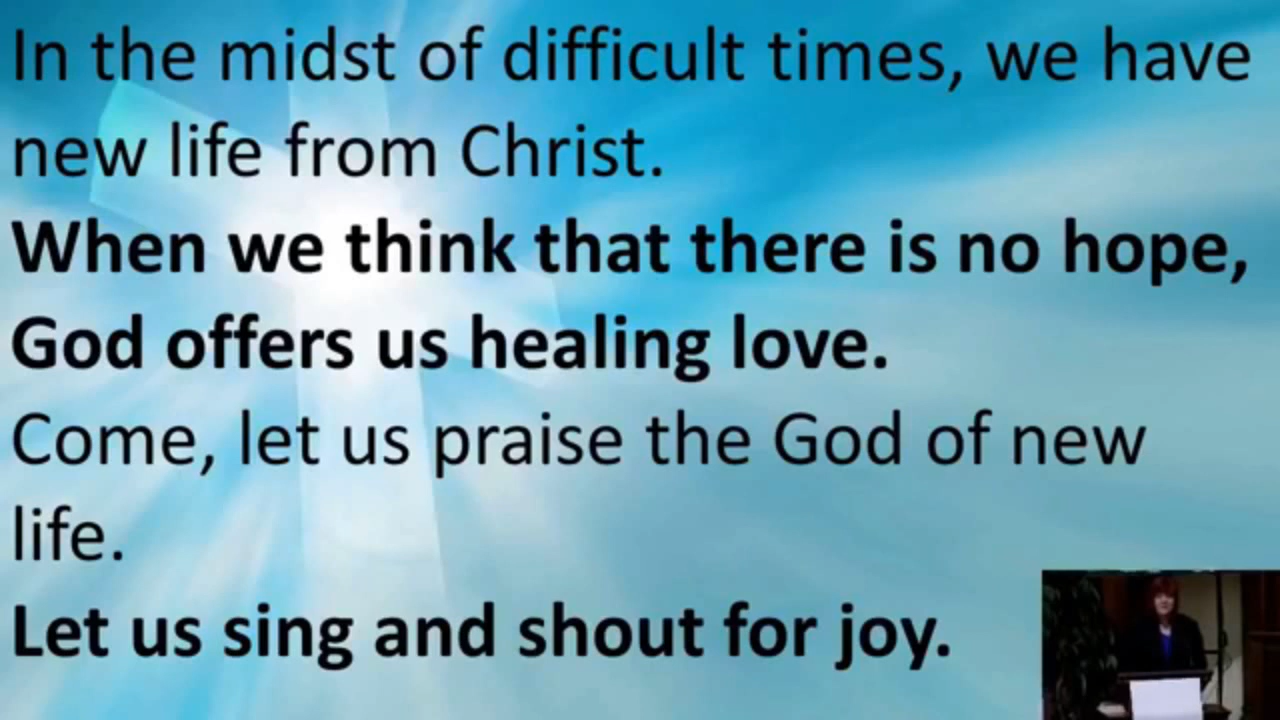 In the midst of difficult times, we have
new life from Christ.
When we think that there is no hope,
God offers us healing love.
Come, let us praise the God of new
life.
Let us sing and shout for joy.